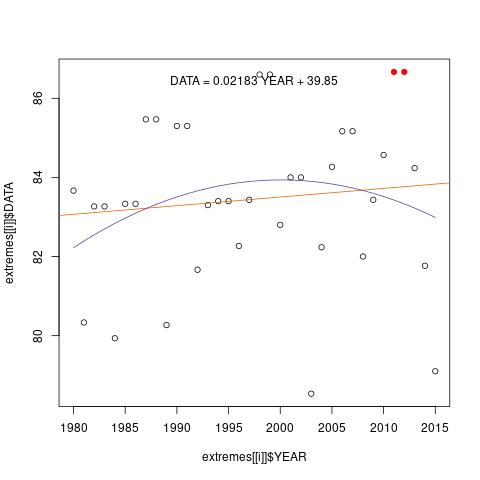 DATA = 0.02183 YEAR + 39.85
86
84
82
80
extremes[[i]]$DATA
1980 1985 1990 1995 2000 2005 2010 2015
extremes[[i]]$YEAR